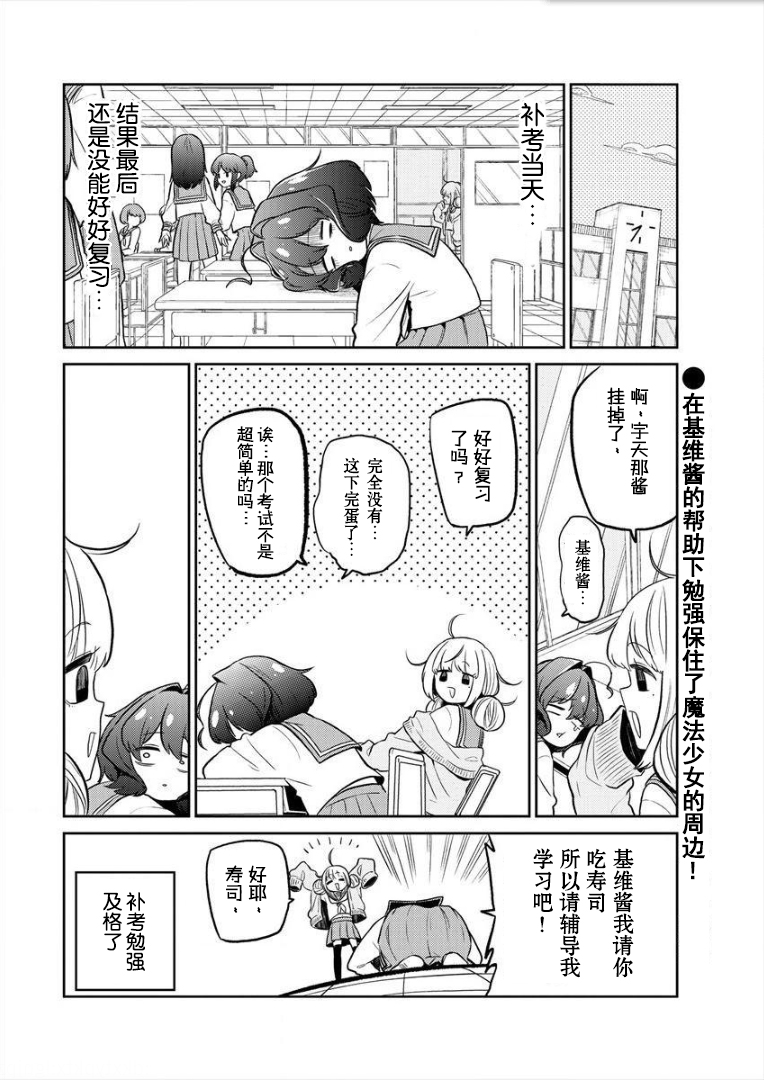 补考当天…
结果最后
还是没能好好复习…
啊、宇天那酱
挂掉了、
基维酱…
好好复习
了吗？
完全没有…
这下完蛋了…
诶…那个考试不是
超简单的吗…
基维酱我请你
吃寿司
所以请辅导我
学习吧！
好耶、
寿司、
补考勉强
及格了
●在基维酱的帮助下勉强保住了魔法少女的周边！